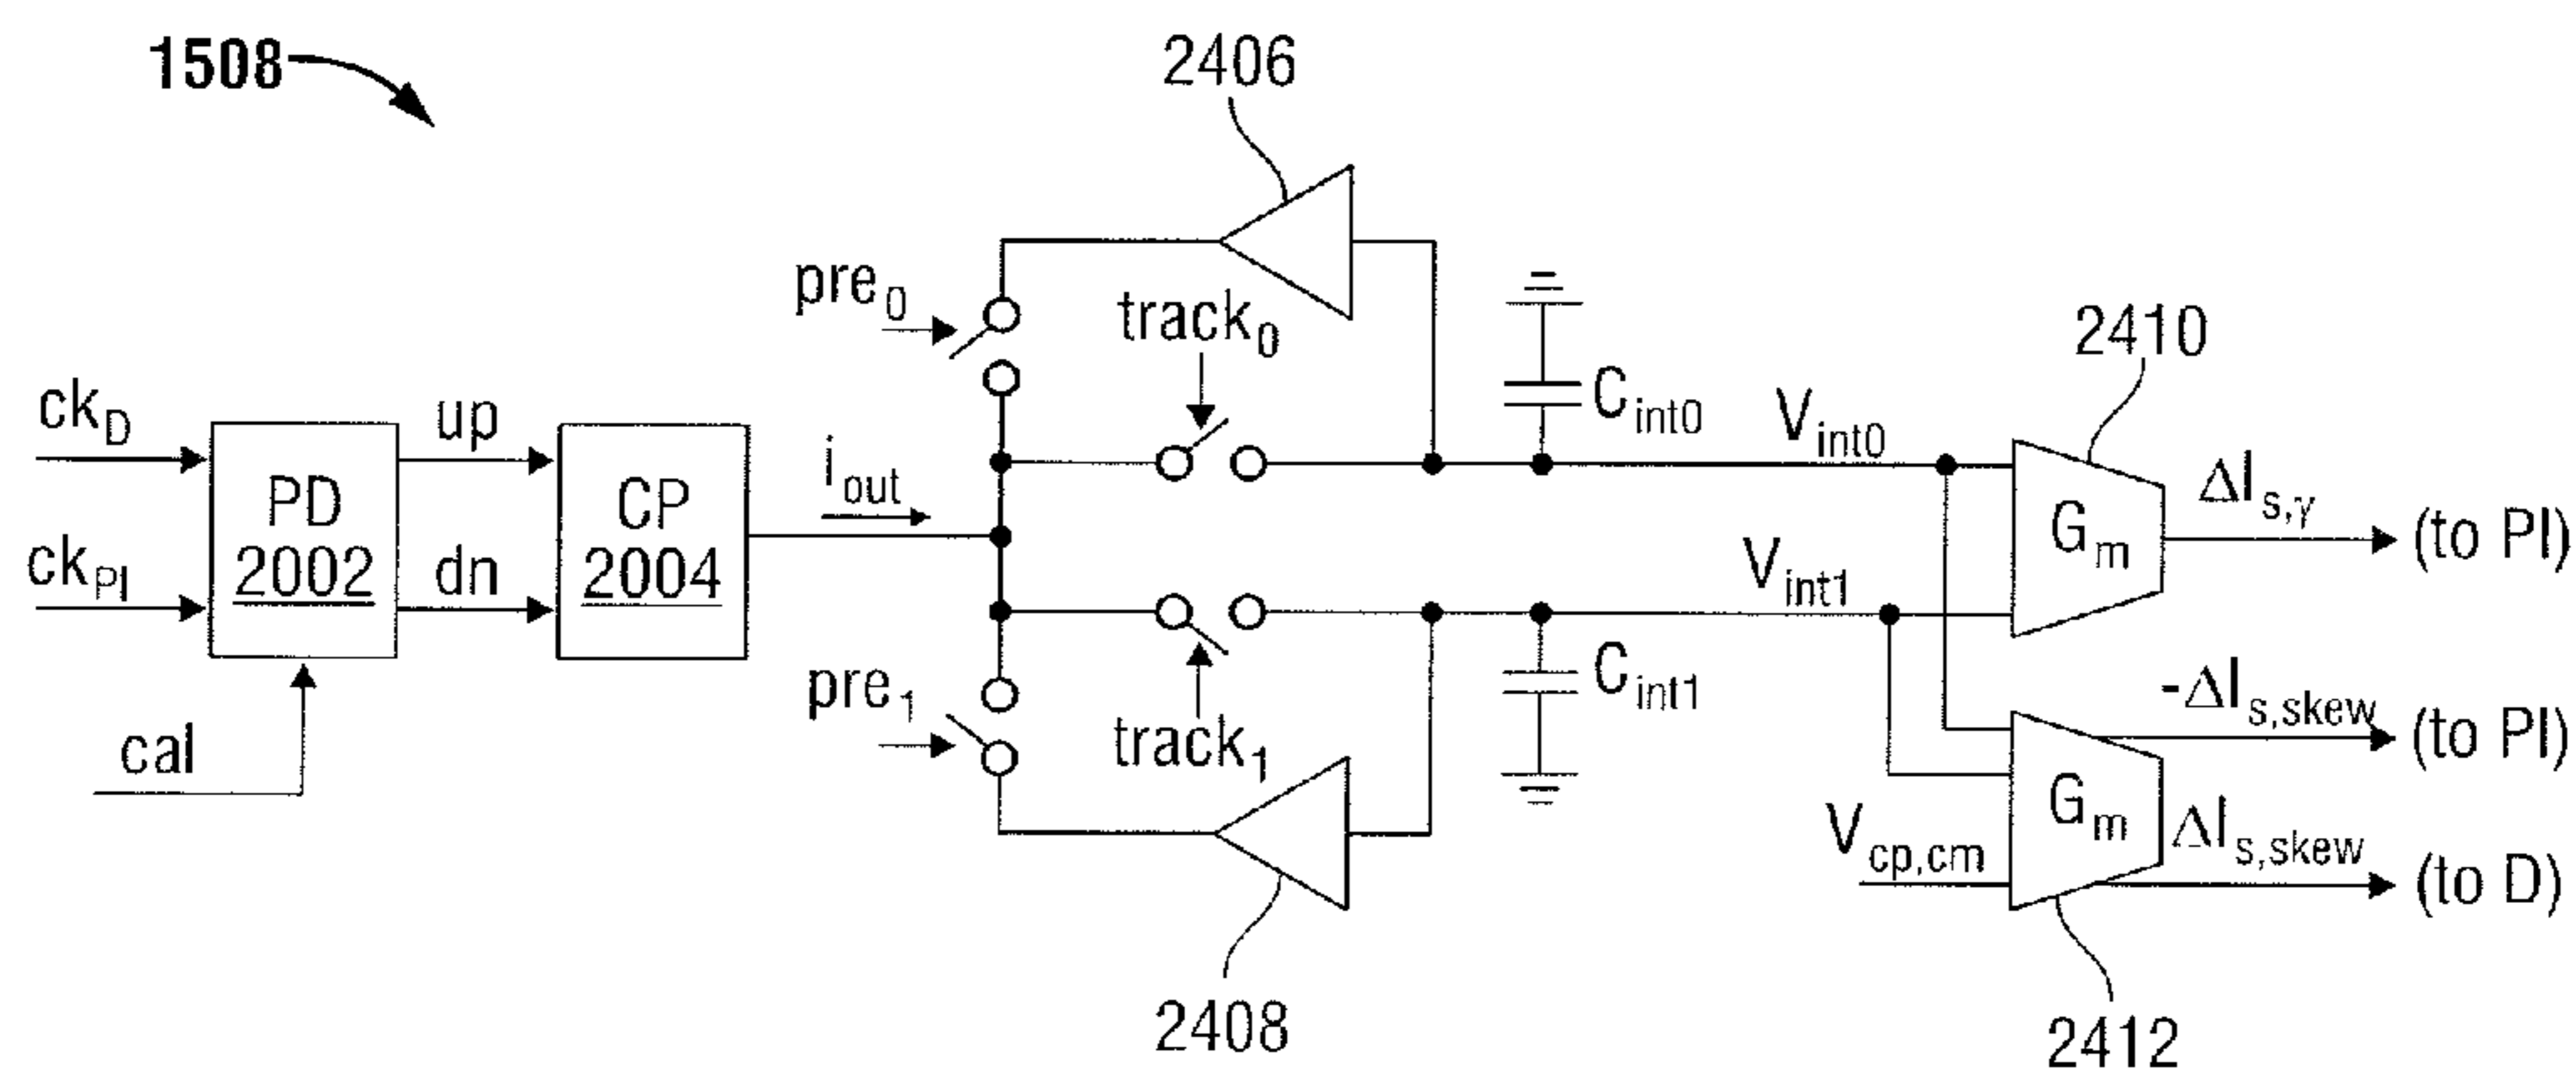 1508
2406
pre0
track0
2410
ckD
up
Cint0
Vint0
ΔIs,γ
PD
2002
CP
2004
iout
Gm
(to PI)
ckPI
dn
Vint1
pre1
track1
Cint1
-ΔIs,skew
(to PI)
cal
Gm
Vcp,cm
ΔIs,skew
(to D)
2408
2412